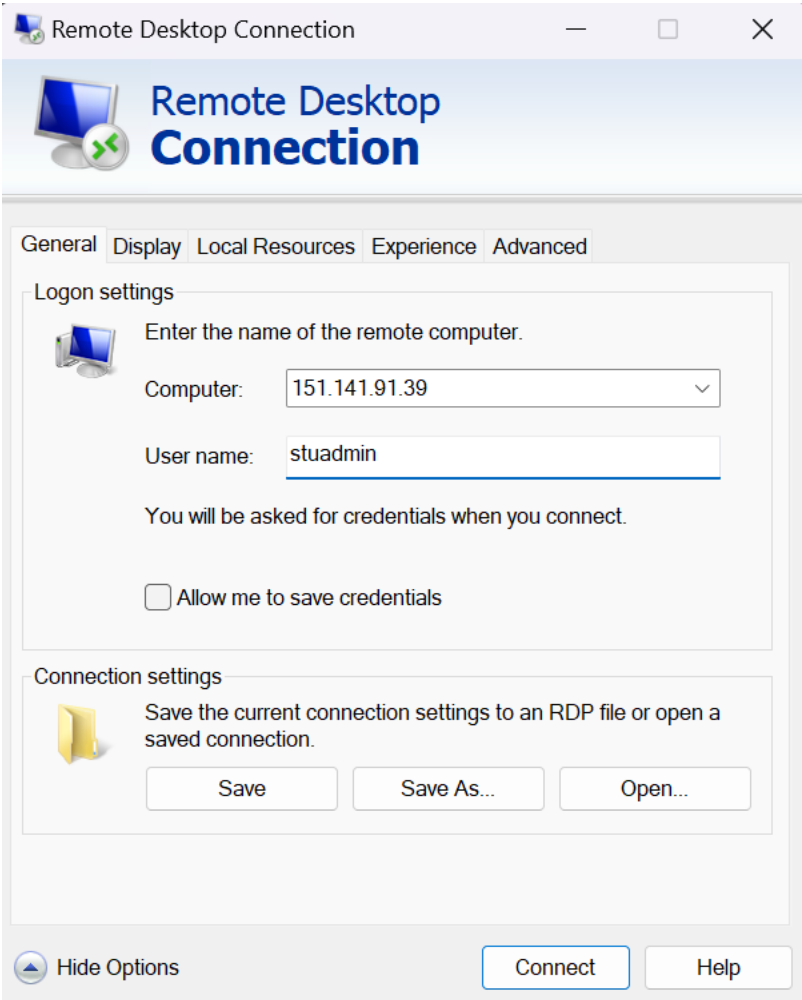 Remote Desktop Connection
Remote Desktop
Connection
General Display Local Resources Experience Advanced
Logon settings
Enter the name of the remote computer.
Computer: 151.141.91.39
User name: stuadmin
You will be asked for credentials when you connect.
Allow me to save credentials
Connection settings
Save the current connection settings to an RDP file or open a
saved connection.
Save Save As... Open...
Hide Options Connect Help